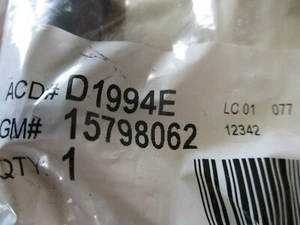 ACD# D1994E
LC 01 077
GM# 15798062
12342
QTY. 1